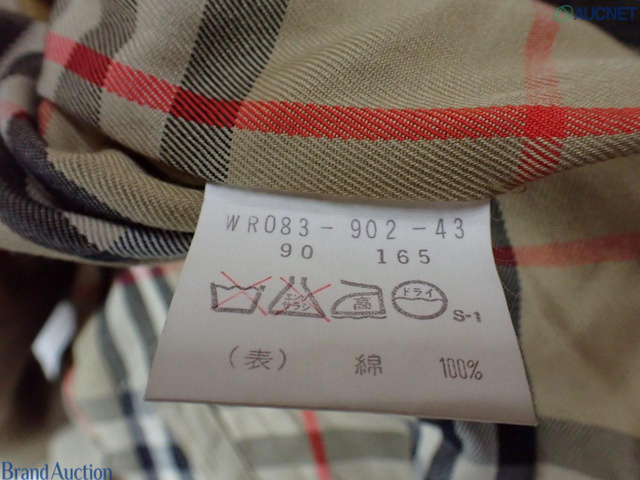 AUCNET
WR083-902-43
90 165
エンソ サラシ 高 ドライ
S-1
(表) 綿 100%
Brand Auction